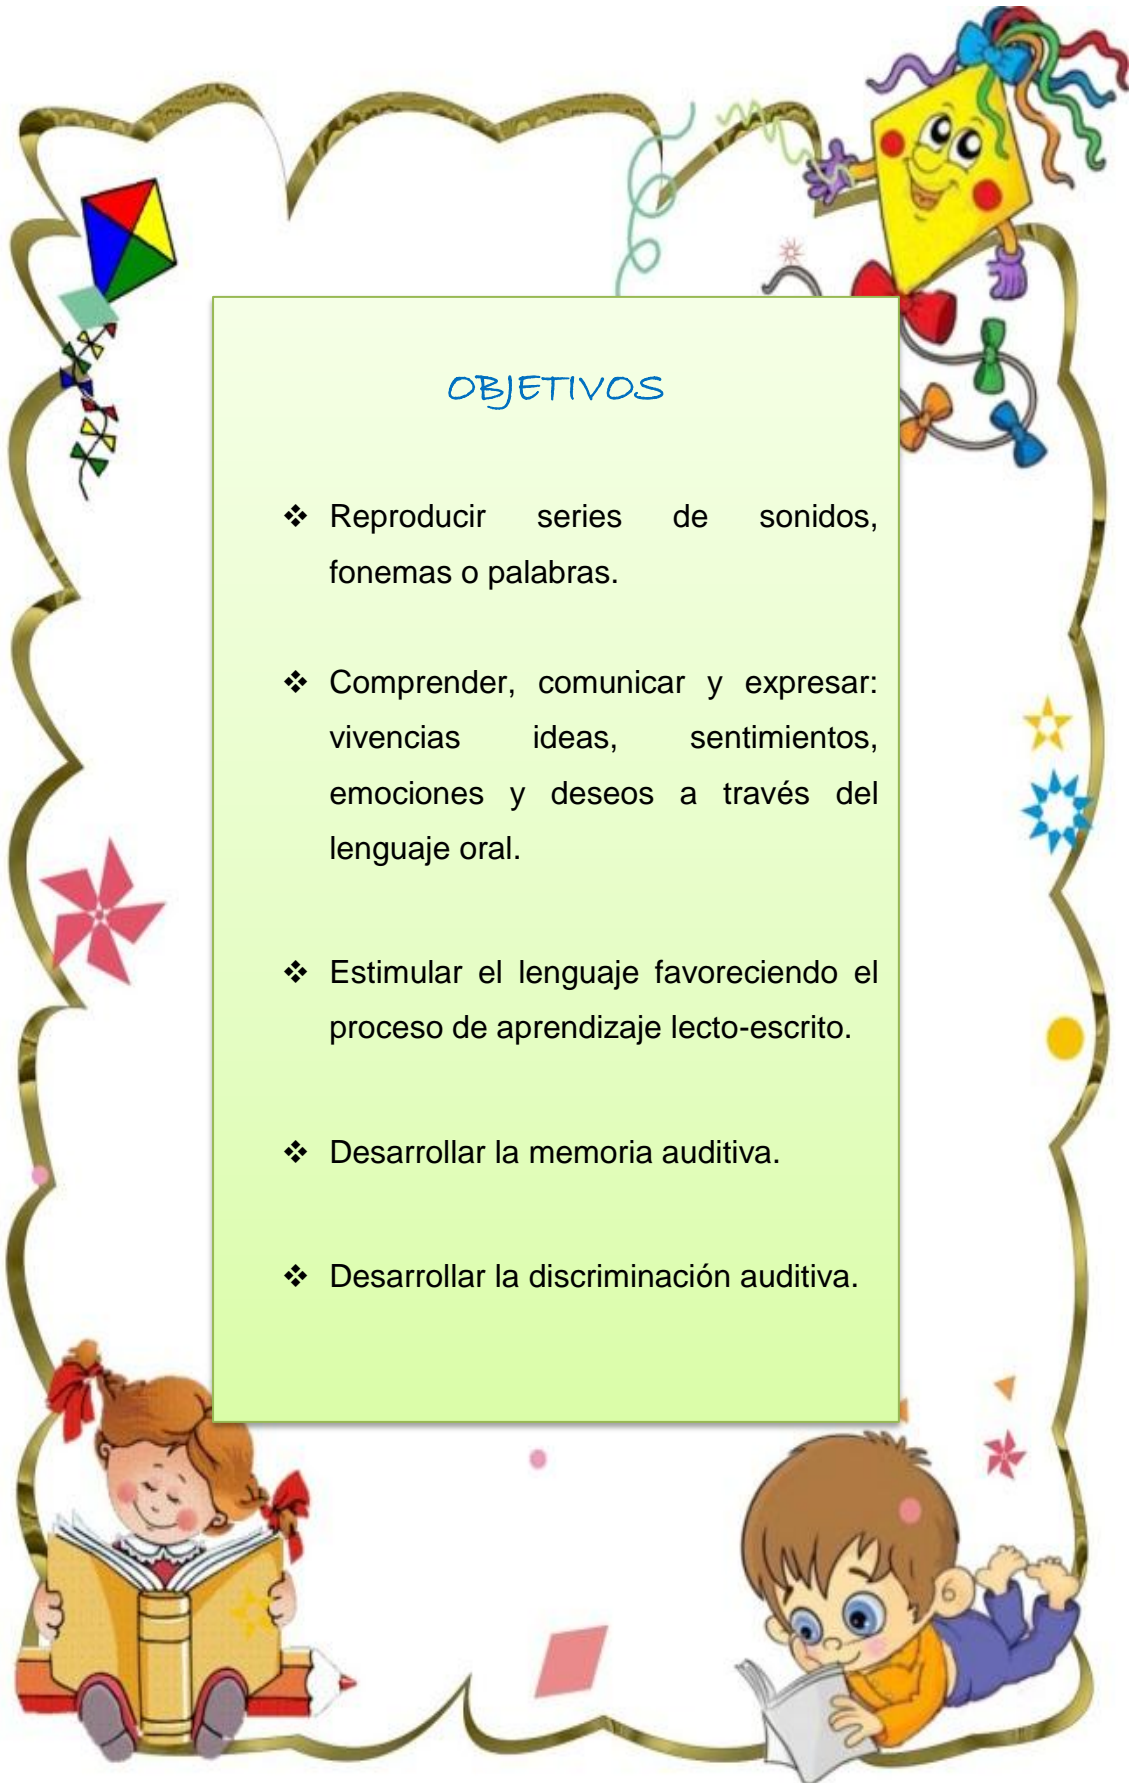 OBJETIVOS
❖ Reproducir series de sonidos,
fonemas o palabras.
❖ Comprender, comunicar y expresar:
vivencias ideas, sentimientos,
emociones y deseos a través del
lenguaje oral.
❖ Estimular el lenguaje favoreciendo el
proceso de aprendizaje lecto-escrito.
❖ Desarrollar la memoria auditiva.
❖ Desarrollar la discriminación auditiva.